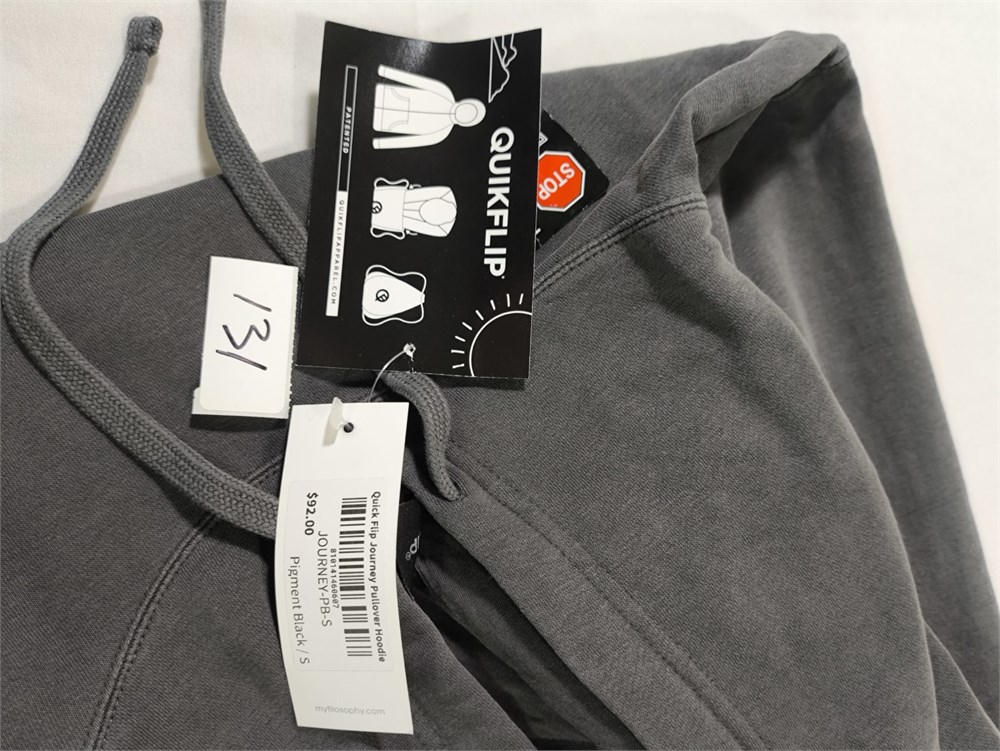 QUIKFLIP
PATENTED
QUIKFLIPAPPAREL.COM
STOP
131
Quick Flip Journey Pullover Hoodie
810141460607
$92.00
JOURNEY-PB-S
Pigment Black / S
myfilosophy.com